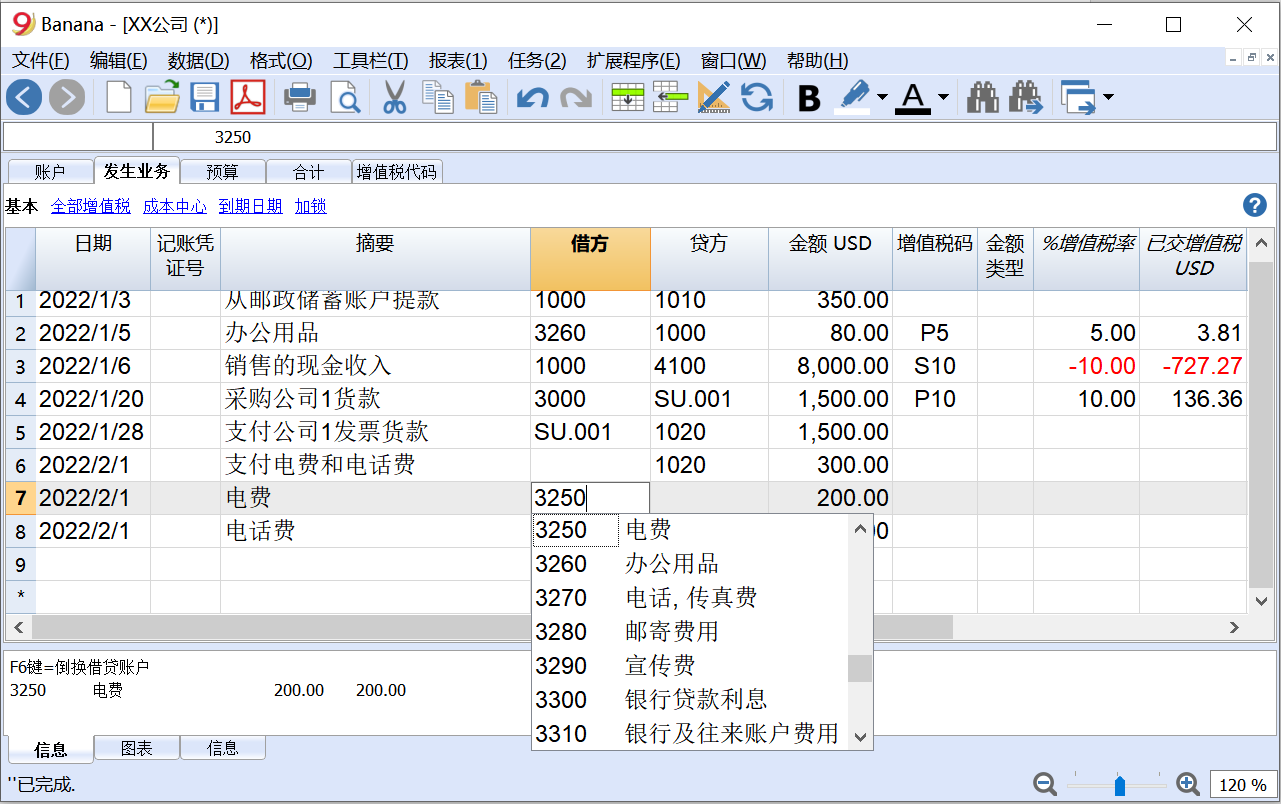 Banana - [XX公司 (*)]
文件(F) 编辑(E) 数据(D) 格式(O) 工具栏(T) 报表(1) 任务(2) 扩展程序(E) 窗口(W) 帮助(H)
B A
3250
账户 发生业务 预算 合计 增值税代码
基本 全部增值税 成本中心 到期日期 加锁 ?
日期 记账凭证号 摘要 借方 贷方 金额 USD 增值税码 金额类型 %增值税率 已交增值税 USD
1 2022/1/3 从邮政储蓄账户提款 1000 1010 350.00
2 2022/1/5 办公用品 3260 1000 80.00 P5 5.00 3.81
3 2022/1/6 销售的现金收入 1000 4100 8,000.00 S10 -10.00 -727.27
4 2022/1/20 采购公司1货款 3000 SU.001 1,500.00 P10 10.00 136.36
5 2022/1/28 支付公司1发票货款 SU.001 1020 1,500.00
6 2022/2/1 支付电费和电话费 1020 300.00
7 2022/2/1 电费 3250 200.00
8 2022/2/1 电话费 0
9
*
3250 电费
3260 办公用品
3270 电话, 传真费
3280 邮寄费用
3290 宣传费
3300 银行贷款利息
3310 银行及往来账户费用
F6键=倒换借贷账户
3250 电费 200.00 200.00
信息 图表 信息
''已完成.
120 %